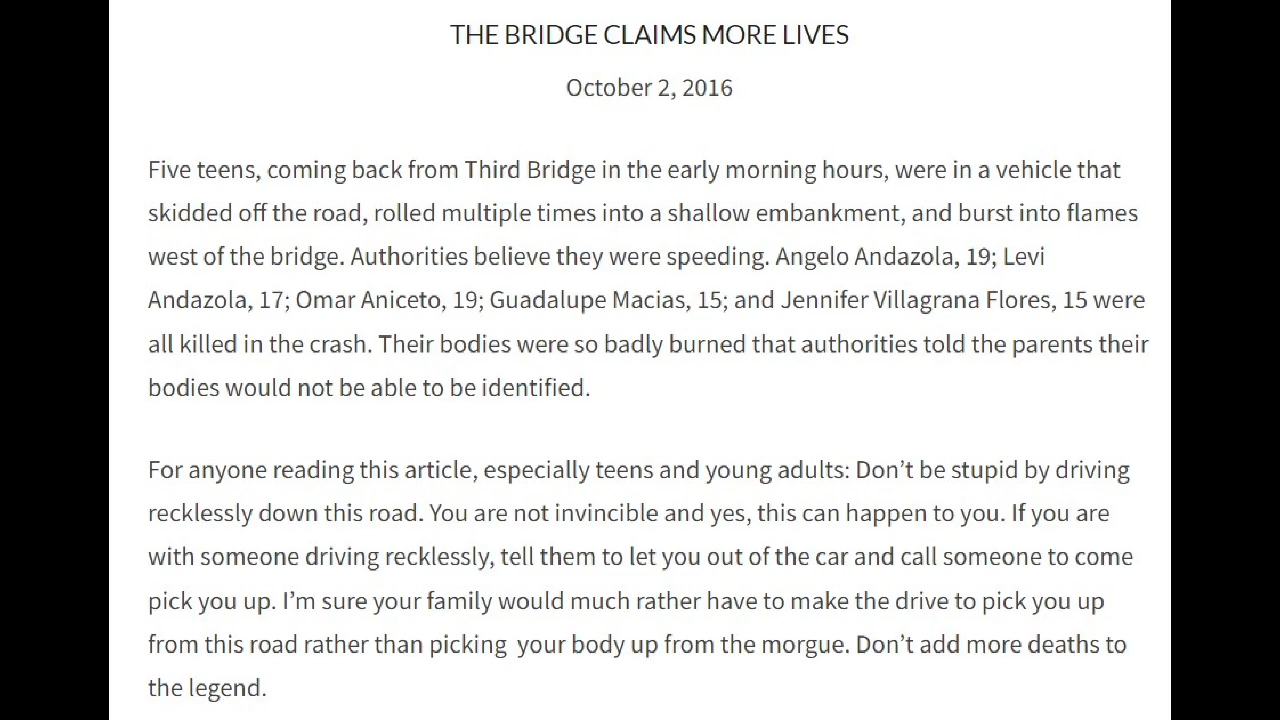 THE BRIDGE CLAIMS MORE LIVES
October 2, 2016
Five teens, coming back from Third Bridge in the early morning hours, were in a vehicle that
skidded off the road, rolled multiple times into a shallow embankment, and burst into flames
west of the bridge. Authorities believe they were speeding. Angelo Andazola, 19; Levi
Andazola, 17; Omar Aniceto, 19; Guadalupe Macias, 15; and Jennifer Villagrana Flores, 15 were
all killed in the crash. Their bodies were so badly burned that authorities told the parents their
bodies would not be able to be identified.
For anyone reading this article, especially teens and young adults: Don’t be stupid by driving
recklessly down this road. You are not invincible and yes, this can happen to you. If you are
with someone driving recklessly, tell them to let you out of the car and call someone to come
pick you up. I’m sure your family would much rather have to make the drive to pick you up
from this road rather than picking  your body up from the morgue. Don’t add more deaths to
the legend.